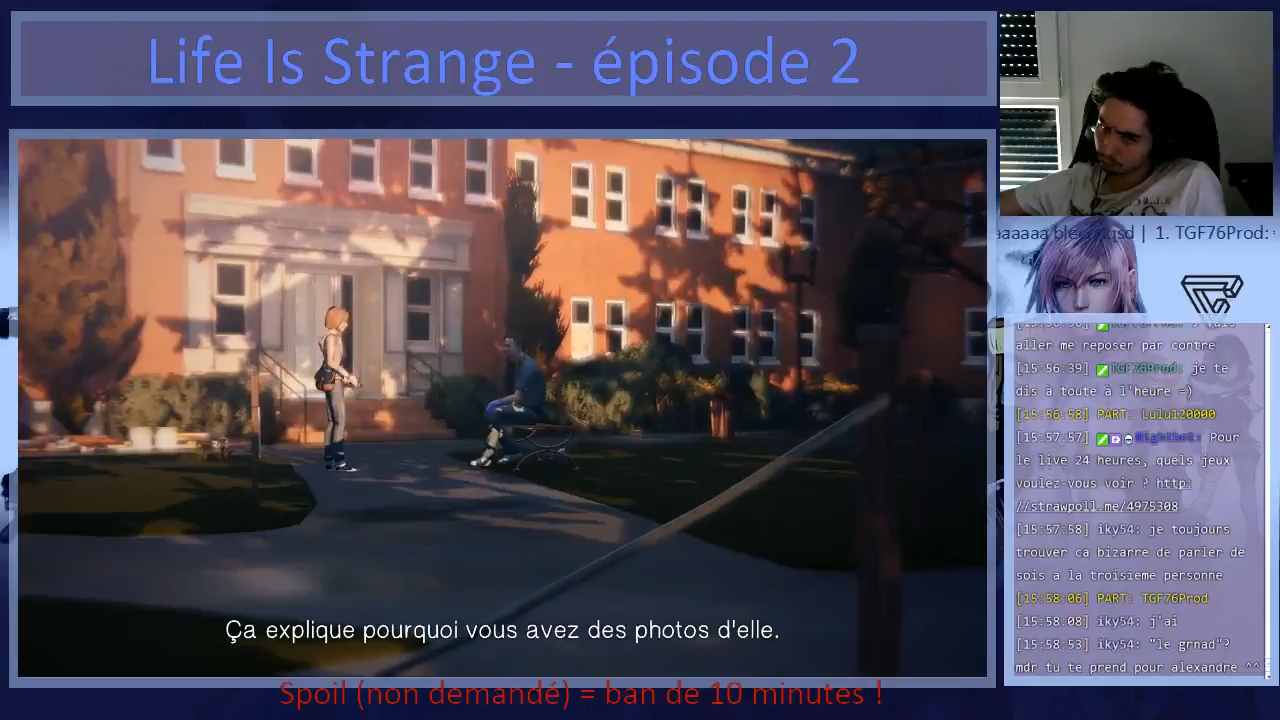 Life Is Strange - épisode 2
1. TGF76Prod:
aller me reposer par contre
[15:56:39] TGF76Prod: je te
dis à toute à l'heure =)
[15:56:58] PART: Lulu120000
[15:57:57] Nightbot: Pour
le live 24 heures, quels jeux
voulez-vous voir ? http:
//strawpoll.me/4975308
[15:57:58] iky54: je toujours
trouver ca bizarre de parler de
sois a la troisieme personne
[15:58:06] PART: TGF76Prod
[15:58:08] iky54: j'ai
[15:58:53] iky54: "le grnad"?
mdr tu te prend pour alexandre ^^
Ça explique pourquoi vous avez des photos d'elle.
Spoil (non demandé) = ban de 10 minutes !